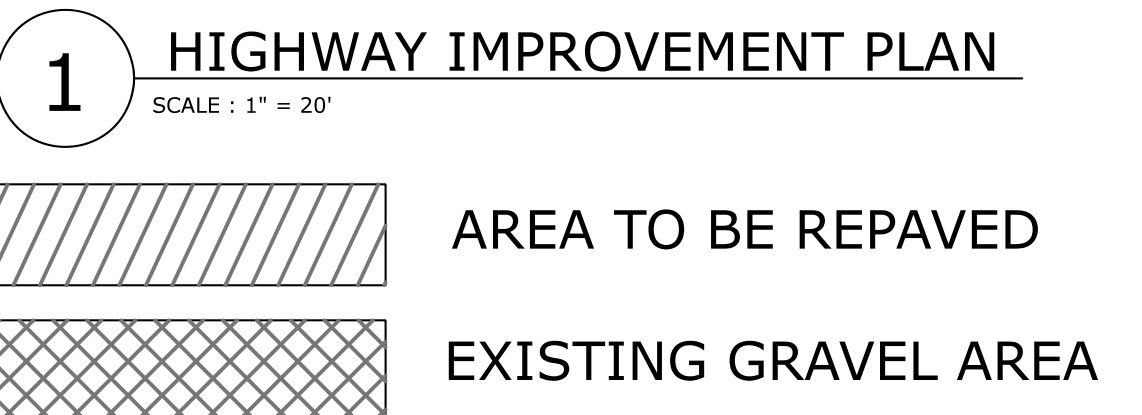 1
HIGHWAY IMPROVEMENT PLAN
SCALE : 1" = 20'
AREA TO BE REPAVED
EXISTING GRAVEL AREA